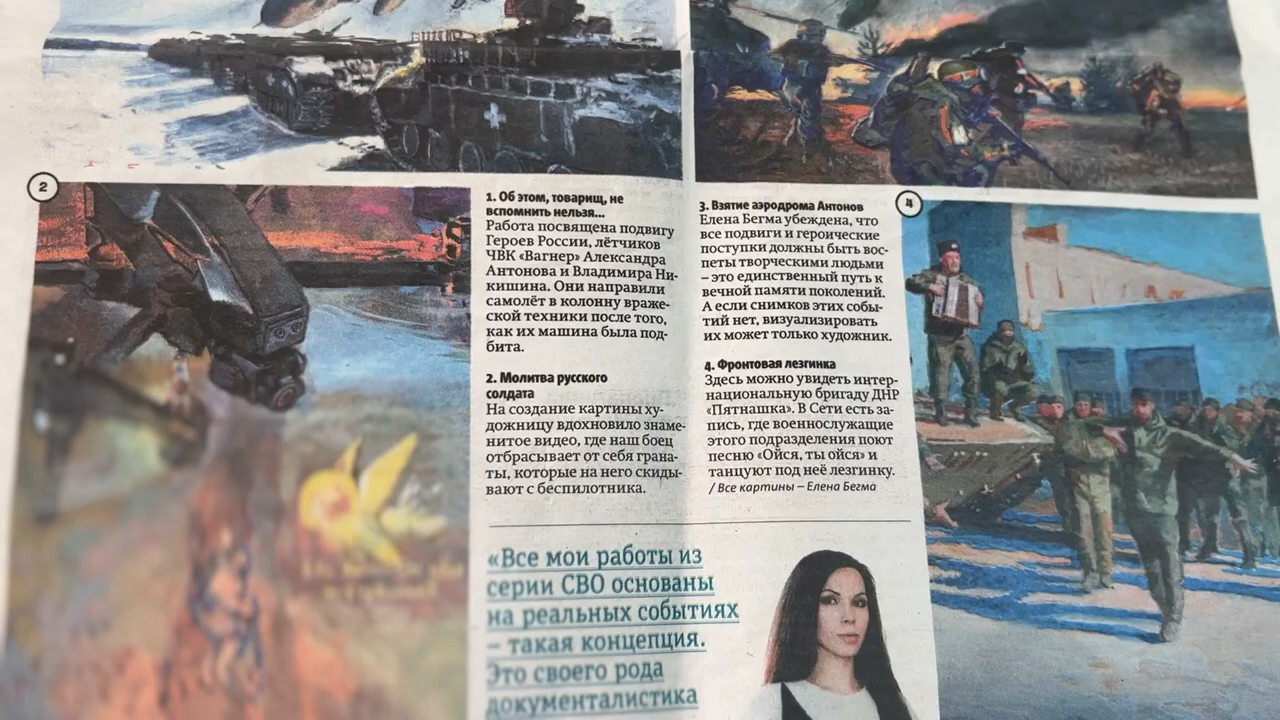 2
1. Об этом, товарищ, не
вспомнить нельзя...
Работа посвящена подвигу
Героев России, лётчиков
ЧВК «Вагнер» Александра
Антонова и Владимира Ни-
кишина. Они направили
самолёт в колонну враже-
ской техники после того,
как их машина была под-
бита.
2. Молитва русского
солдата
На создание картины ху-
дожницу вдохновило знаме-
нитое видео, где наш боец
отбрасывает от себя грана-
ты, которые на него скиды-
вают с беспилотника.
3. Взятие аэродрома Антонов
Елена Бегма убеждена, что
все подвиги и героические
поступки должны быть вос-
петы творческими людьми
– это единственный путь к
вечной памяти поколений.
А если снимков этих собы-
тий нет, визуализировать
их может только художник.
4. Фронтовая лезгинка
Здесь можно увидеть интер-
национальную бригаду ДНР
«Пятнашка». В Сети есть за-
пись, где военнослужащие
этого подразделения поют
песню «Ойся, ты ойся» и
танцуют под неё лезгинку.
/ Все картины – Елена Бегма
4
«Все мои работы из
серии СВО основаны
на реальных событиях
– такая концепция.
Это своего рода
документалистика